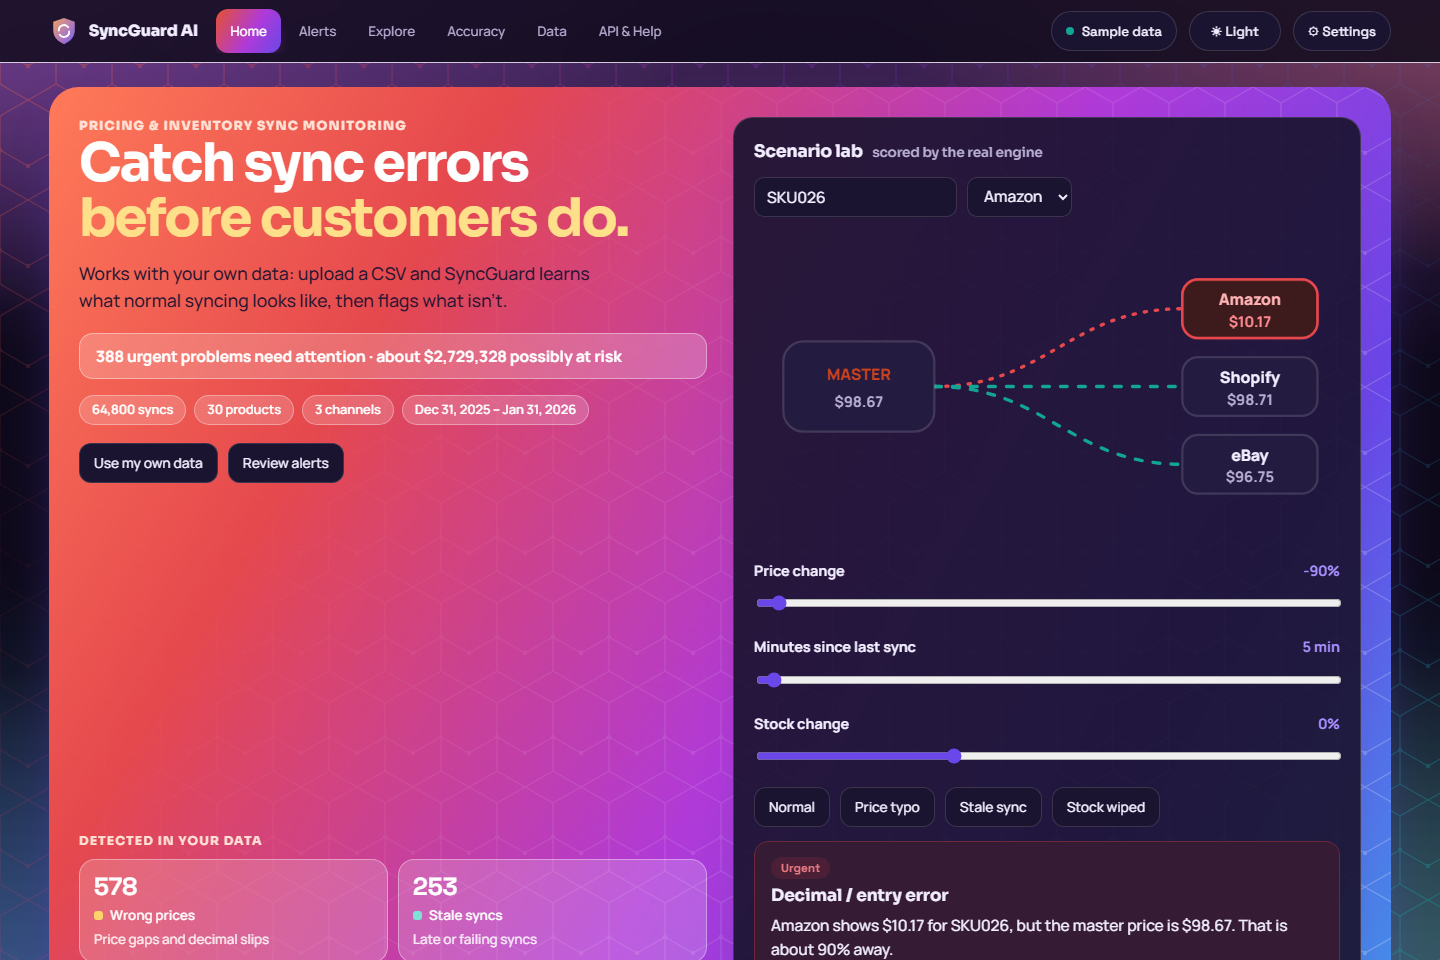 SyncGuard AI
Home
Alerts
Explore
Accuracy
Data
API & Help
Sample data
☀ Light
⚙ Settings
PRICING & INVENTORY SYNC MONITORING
Catch sync errors
before customers do.
Works with your own data: upload a CSV and SyncGuard learns
what normal syncing looks like, then flags what isn't.
388 urgent problems need attention · about $2,729,328 possibly at risk
64,800 syncs
30 products
3 channels
Dec 31, 2025 – Jan 31, 2026
Use my own data
Review alerts
DETECTED IN YOUR DATA
578
Wrong prices
Price gaps and decimal slips
253
Stale syncs
Late or failing syncs
Scenario lab scored by the real engine
SKU026
Amazon
MASTER
$98.67
Amazon
$10.17
Shopify
$98.71
eBay
$96.75
Price change -90%
Minutes since last sync 5 min
Stock change 0%
Normal
Price typo
Stale sync
Stock wiped
Urgent
Decimal / entry error
Amazon shows $10.17 for SKU026, but the master price is $98.67. That is
about 90% away.